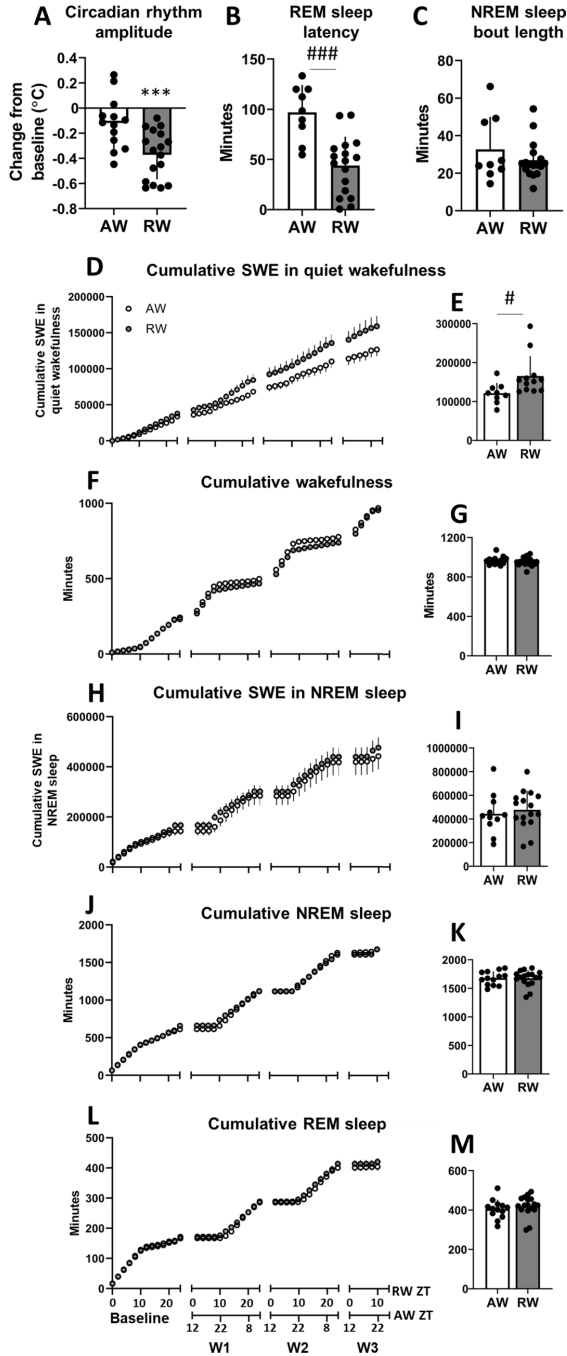 A Circadian rhythm amplitude
Change from baseline (°C)
0.4
0.2
0
-0.2
-0.4
-0.6
-0.8
***
AW RW
B REM sleep latency
###
Minutes
150
100
50
0
AW RW
C NREM sleep bout length
Minutes
80
60
40
20
0
AW RW
D Cumulative SWE in quiet wakefulness
Cumulative SWE in quiet wakefulness
200000
150000
100000
50000
0
AW
RW
E
#
300000
200000
100000
0
AW RW
F Cumulative wakefulness
Minutes
1000
500
0
G
Minutes
1200
900
600
300
0
AW RW
H Cumulative SWE in NREM sleep
Cumulative SWE in NREM sleep
600000
400000
200000
0
I
1000000
800000
600000
400000
200000
0
AW RW
J Cumulative NREM sleep
Minutes
2000
1500
1000
500
0
K
2000
1500
1000
500
0
AW RW
L Cumulative REM sleep
Minutes
500
400
300
200
100
0
0 10 20 0 10 20 0 10 20 0 10 RW ZT
Baseline
12 22 8 12 22 8 12 22 AW ZT
W1 W2 W3
M
600
400
200
0
AW RW